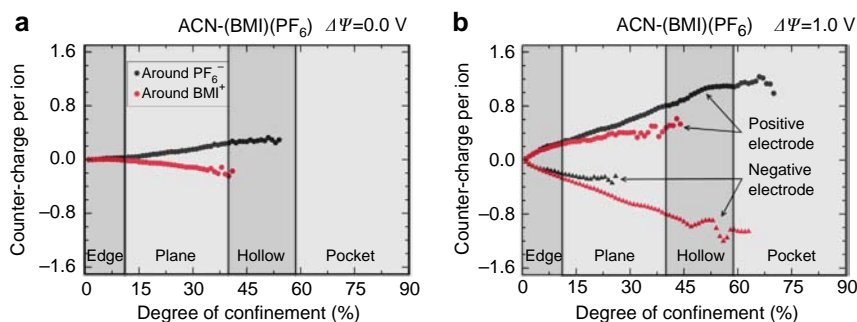 a
ACN-(BMI)(PF₆) ΔΨ=0.0 V
Counter-charge per ion
1.6
0.8
0.0
−0.8
−1.6
Around PF₆⁻
Around BMI⁺
Edge Plane Hollow Pocket
0 15 30 45 60 75 90
Degree of confinement (%)
b
ACN-(BMI)(PF₆) ΔΨ=1.0 V
Counter-charge per ion
1.6
0.8
0.0
−0.8
−1.6
Positive
electrode
Negative
electrode
Edge Plane Hollow Pocket
0 15 30 45 60 75 90
Degree of confinement (%)